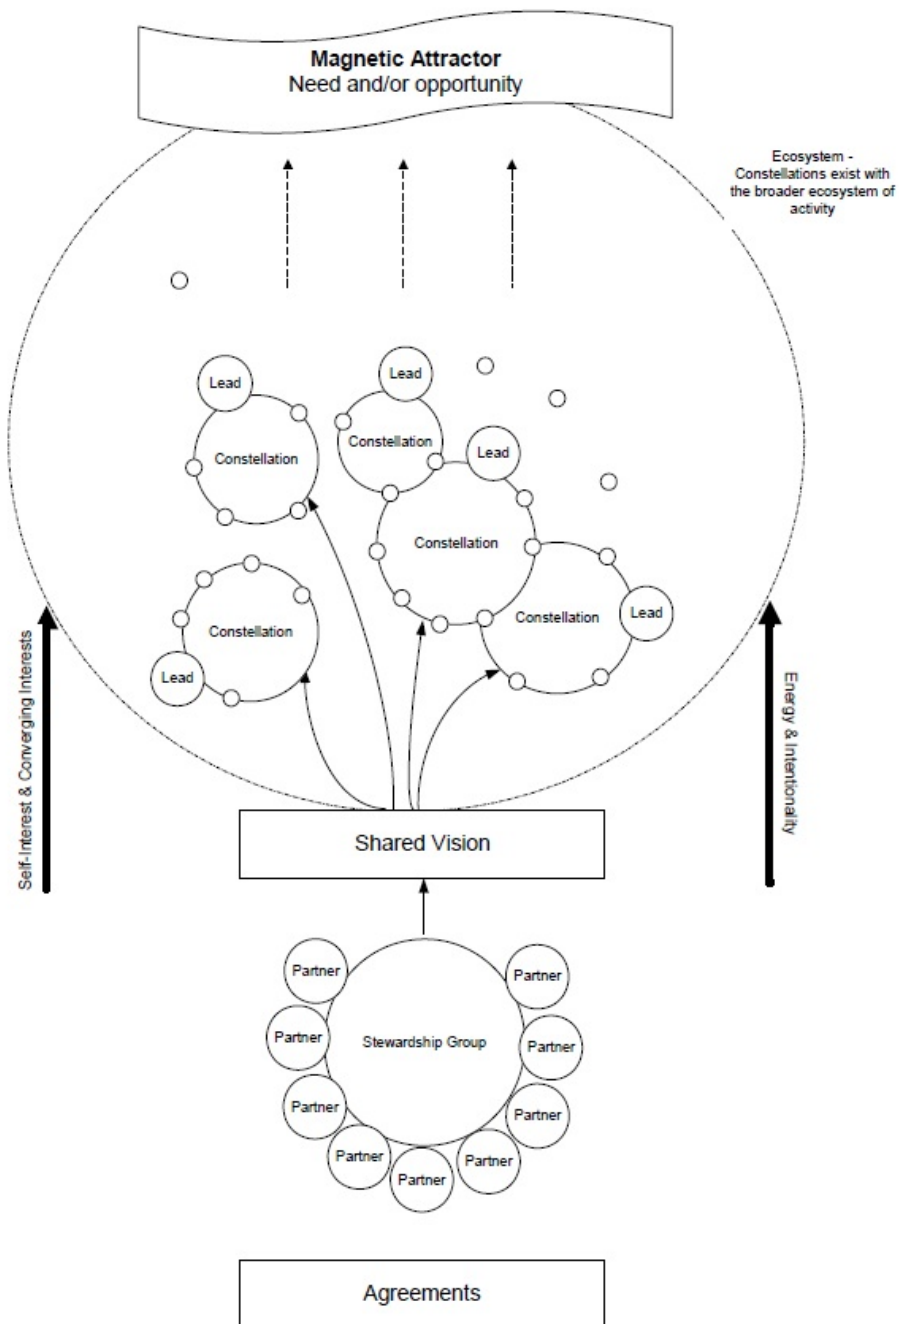 Magnetic Attractor
Need and/or opportunity
Ecosystem -
Constellations exist with
the broader ecosystem of
activity
Lead
Lead
Constellation
Constellation
Lead
Constellation
Constellation
Lead
Constellation
Lead
Self-Interest & Converging Interests
Energy & Intentionality
Shared Vision
Partner
Partner
Partner
Stewardship Group
Partner
Partner
Partner
Partner
Partner
Partner
Agreements